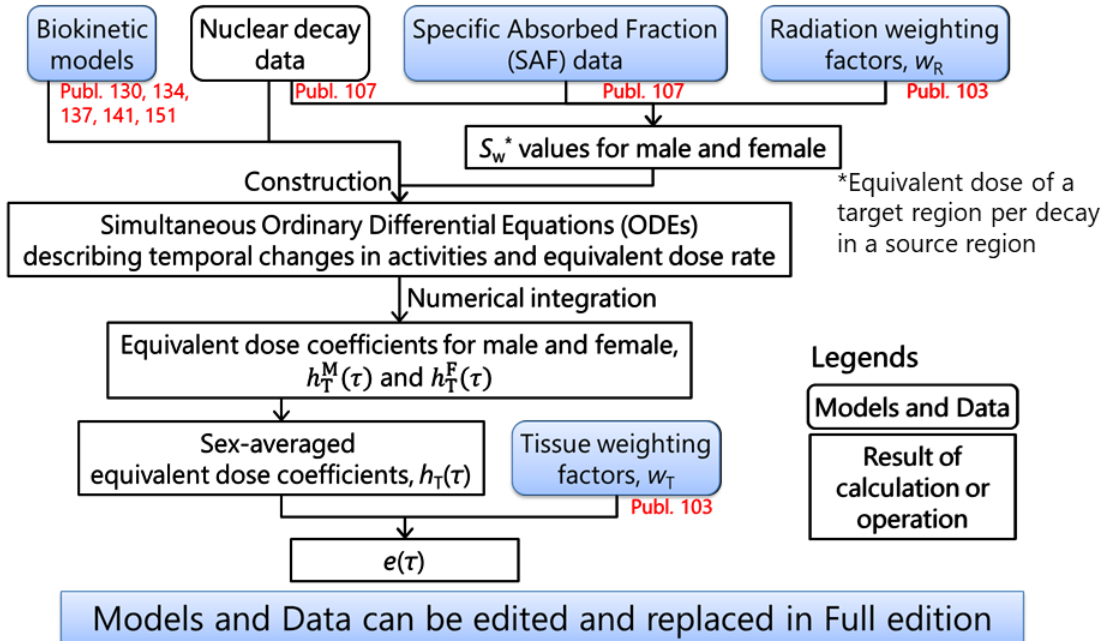 Biokinetic
models
Nuclear decay
data
Specific Absorbed Fraction
(SAF) data
Radiation weighting
factors, wR
Publ. 130, 134,
137, 141, 151
Publ. 107
Publ. 107
Publ. 103
Sw* values for male and female
*Equivalent dose of a
target region per decay
in a source region
Construction
Simultaneous Ordinary Differential Equations (ODEs)
describing temporal changes in activities and equivalent dose rate
Numerical integration
Equivalent dose coefficients for male and female,
h_T^M(τ) and h_T^F(τ)
Sex-averaged
equivalent dose coefficients, hT(τ)
Tissue weighting
factors, wT
Publ. 103
e(τ)
Legends
Models and Data
Result of
calculation or
operation
Models and Data can be edited and replaced in Full edition